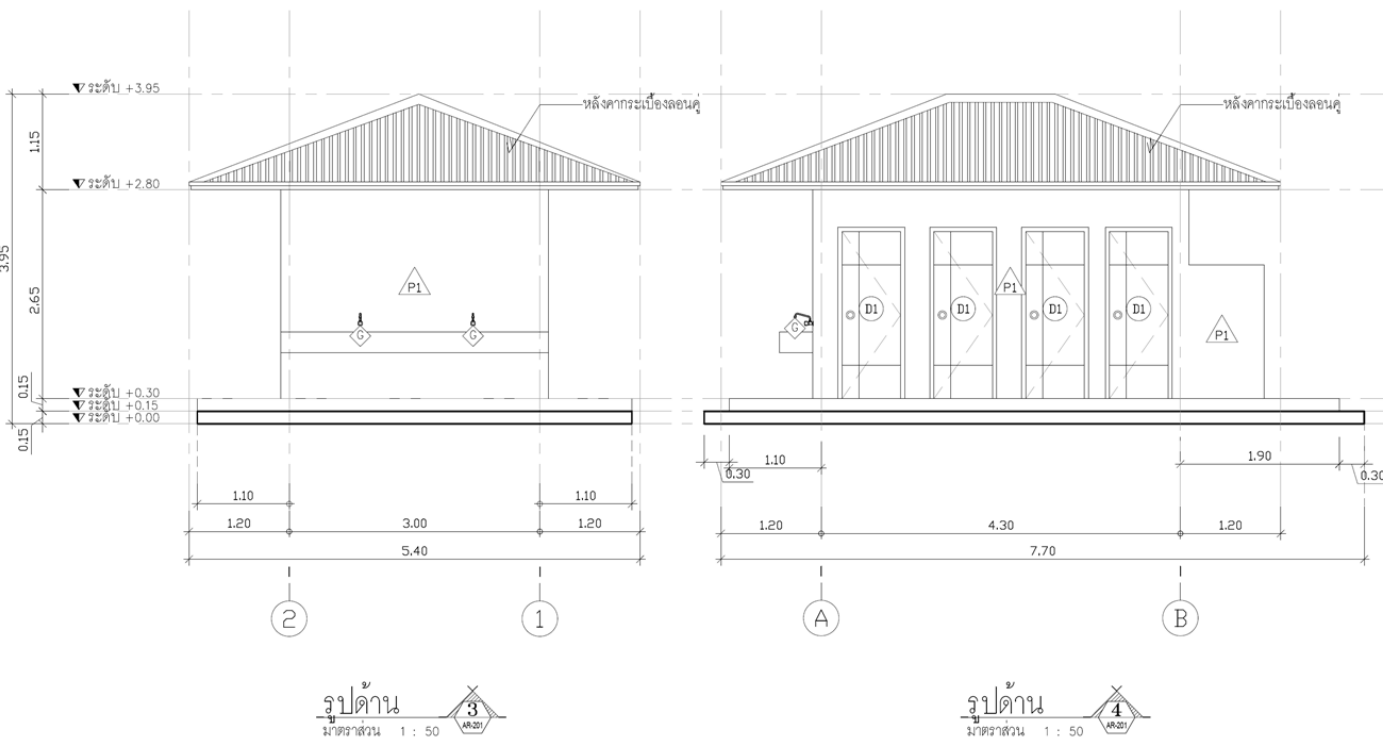 ระดับ +3.95
หลังคากระเบื้องลอนคู่
หลังคากระเบื้องลอนคู่
1.15
ระดับ +2.80
3.95
2.65
P1
P1
D1
D1
D1
D1
G
G
G
P1
0.15
ระดับ +0.30
ระดับ +0.15
ระดับ +0.00
0.15
1.10
1.90
0.30
0.30
1.10
1.10
1.20
3.00
1.20
1.20
4.30
1.20
5.40
7.70
2
1
A
B
รูปด้าน
3
AR-201
มาตราส่วน 1 : 50
รูปด้าน
4
AR-201
มาตราส่วน 1 : 50